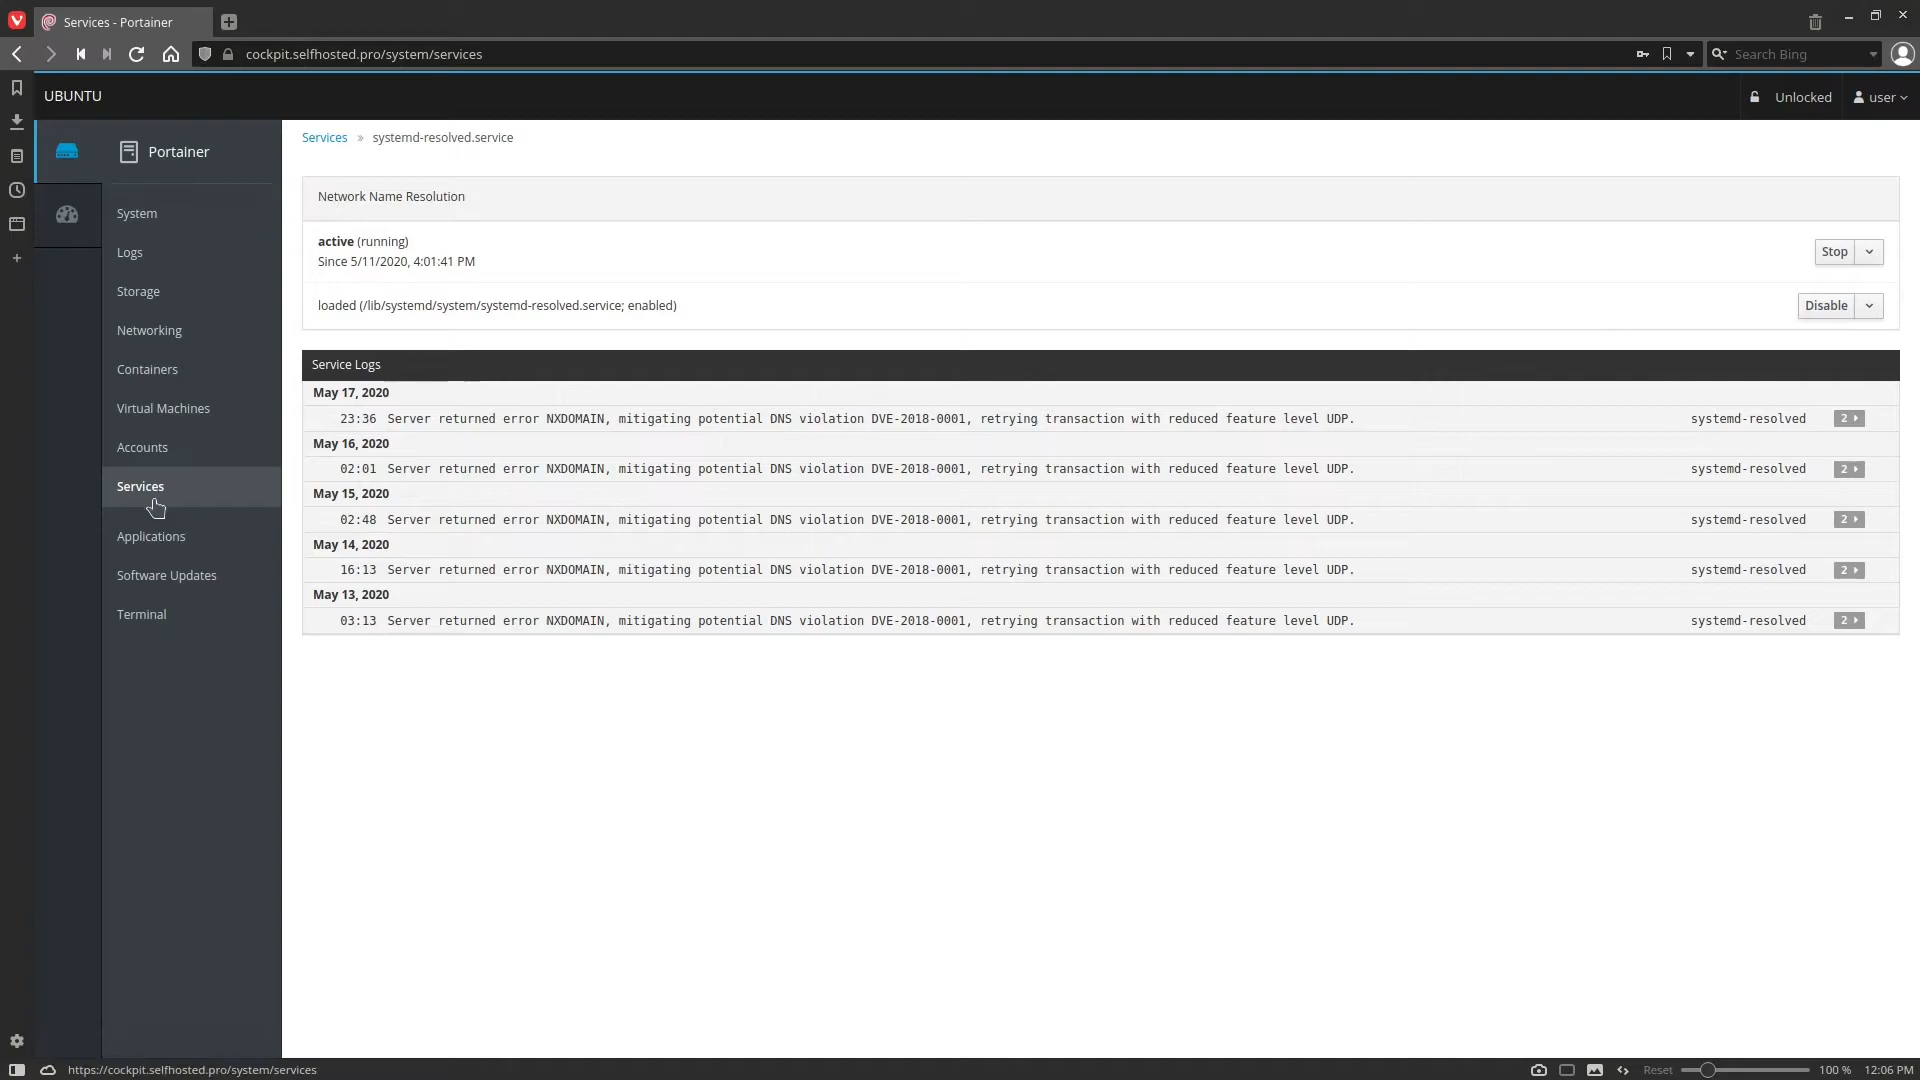 Services - Portainer
cockpit.selfhosted.pro/system/services
Search Bing
UBUNTU
Unlocked
user
Portainer
System
Logs
Storage
Networking
Containers
Virtual Machines
Accounts
Services
Applications
Software Updates
Terminal
Services » systemd-resolved.service
Network Name Resolution
active (running)
Since 5/11/2020, 4:01:41 PM
Stop
loaded (/lib/systemd/system/systemd-resolved.service; enabled)
Disable
Service Logs
May 17, 2020
23:36 Server returned error NXDOMAIN, mitigating potential DNS violation DVE-2018-0001, retrying transaction with reduced feature level UDP. systemd-resolved 2
May 16, 2020
02:01 Server returned error NXDOMAIN, mitigating potential DNS violation DVE-2018-0001, retrying transaction with reduced feature level UDP. systemd-resolved 2
May 15, 2020
02:48 Server returned error NXDOMAIN, mitigating potential DNS violation DVE-2018-0001, retrying transaction with reduced feature level UDP. systemd-resolved 2
May 14, 2020
16:13 Server returned error NXDOMAIN, mitigating potential DNS violation DVE-2018-0001, retrying transaction with reduced feature level UDP. systemd-resolved 2
May 13, 2020
03:13 Server returned error NXDOMAIN, mitigating potential DNS violation DVE-2018-0001, retrying transaction with reduced feature level UDP. systemd-resolved 2
https://cockpit.selfhosted.pro/system/services
Reset
100 %
12:06 PM